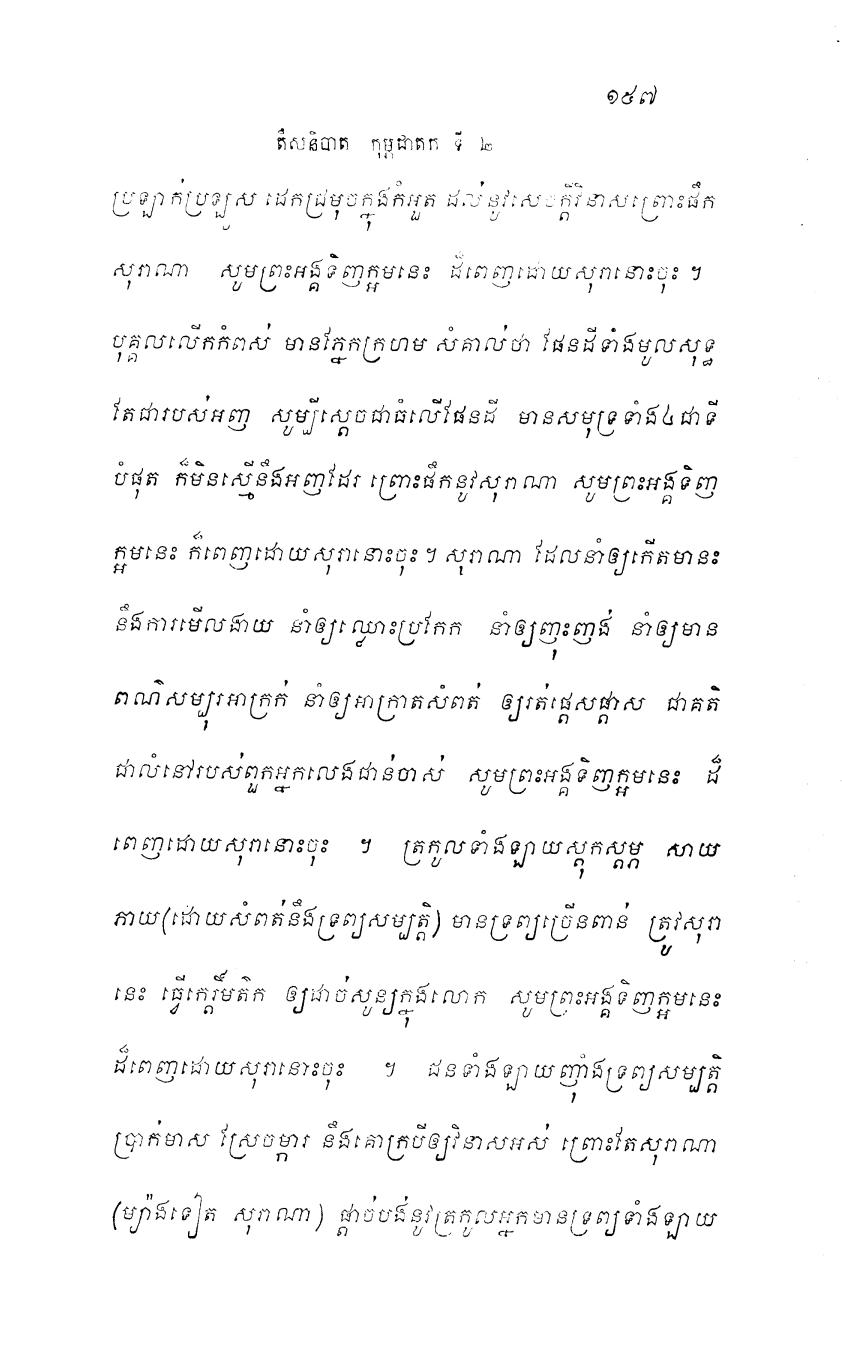 ១៥៧
តឹសនិបាត កុម្ភជាតក ទី ២
ប្រឡាក់ប្រឡូស ដេកជ្រមុចក្នុងកំអួត ដល់នូវសេចក្តីវិនាសព្រោះផឹក
សុរាណា សូមព្រះអង្គទិញក្អមនេះ ដ៏ពេញដោយសុរានោះចុះ ។
បុគ្គលលើកកំពស់ មានភ្នែកក្រហម សំគាល់ថា ផែនដីទាំងមូលសុទ្ធ
តែជារបស់អញ សូម្បីស្តេចជាធំលើផែនដី មានសមុទ្រទាំង៤ជាទី
បំផុត ក៏មិនស្មើនឹងអញដែរ ព្រោះផឹកនូវសុរាណា សូមព្រះអង្គទិញ
ក្អមនេះ ក៏ពេញដោយសុរានោះចុះ ។ សុរាណា ដែលនាំឲ្យកើតមានះ
នឹងការមើលងាយ នាំឲ្យឈ្លោះប្រកែក នាំឲ្យញុះញង់ នាំឲ្យមាន
ពណ៌សម្បុរអាក្រក់ នាំឲ្យអាក្រាតសំពត់ ឲ្យរត់ផ្តេសផ្តាស ជាគតិ
ជាលំនៅរបស់ពួកអ្នកលេងជាន់ចាស់ សូមព្រះអង្គទិញក្អមនេះ ដ៏
ពេញដោយសុរានោះចុះ ។ ត្រកូលទាំងឡាយស្តុកស្តម្ភ សាយ
ភាយ(ដោយសំពត់នឹងទ្រព្យសម្បត្តិ) មានទ្រព្យច្រើនពាន់ ត្រូវសុរា
នេះ ធ្វើកេរ្តិ៍មតិក ឲ្យដាច់សូន្យក្នុងលោក សូមព្រះអង្គទិញក្អមនេះ
ដ៏ពេញដោយសុរានោះចុះ ។ ជនទាំងឡាយញុំាងទ្រព្យសម្បត្តិ
ប្រាក់មាស ស្រែចម្ការ នឹងគោក្របីឲ្យវិនាសអស់ ព្រោះតែសុរាណា
(ម្យ៉ាងទៀត សុរាណា) ផ្តាច់បង់នូវត្រកូលអ្នកមានទ្រព្យទាំងឡាយ